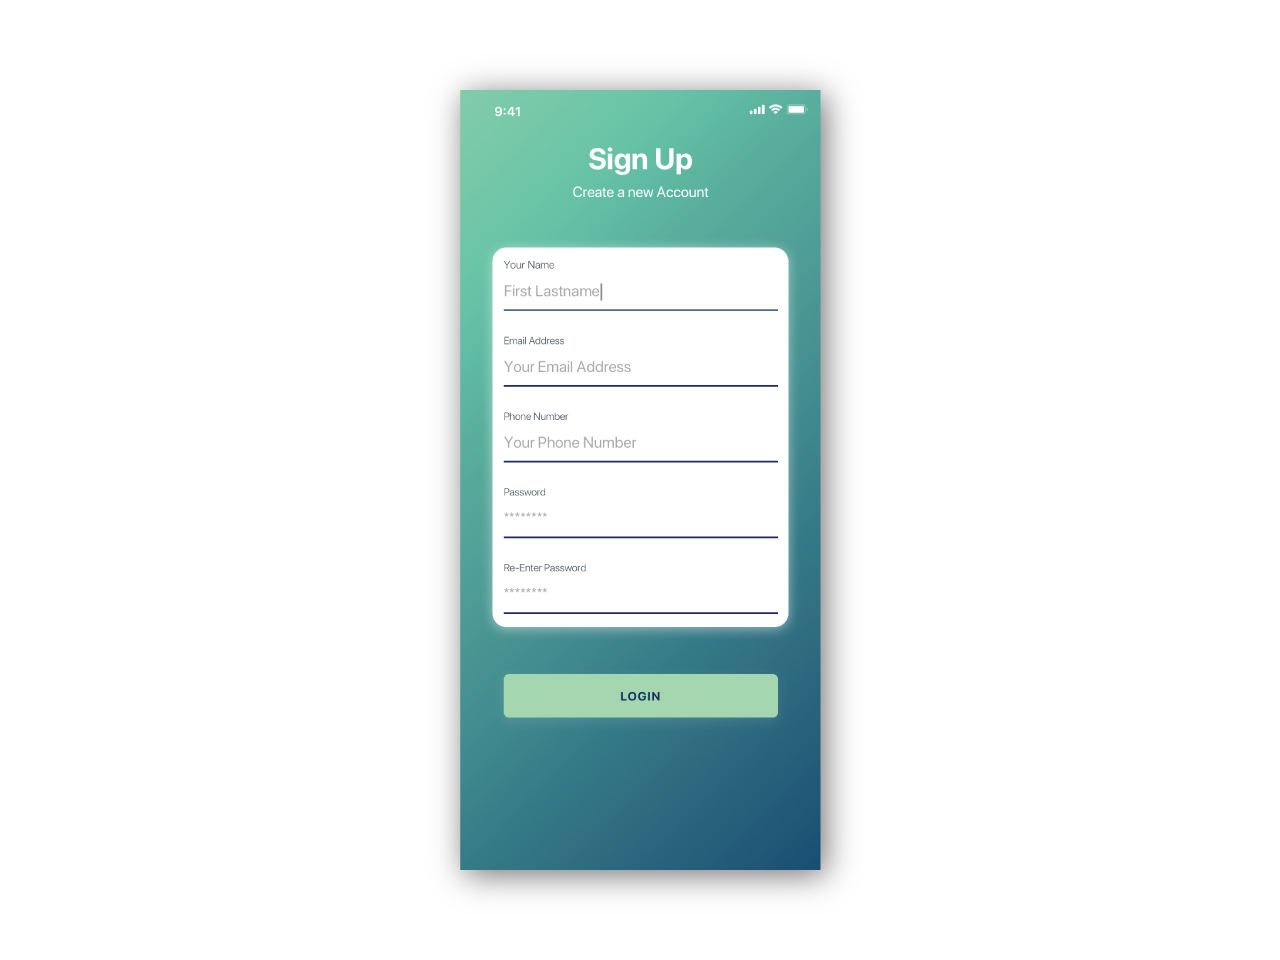 9:41
Sign Up
Create a new Account
Your Name
First Lastname
Email Address
Your Email Address
Phone Number
Your Phone Number
Password
********
Re-Enter Password
********
LOGIN